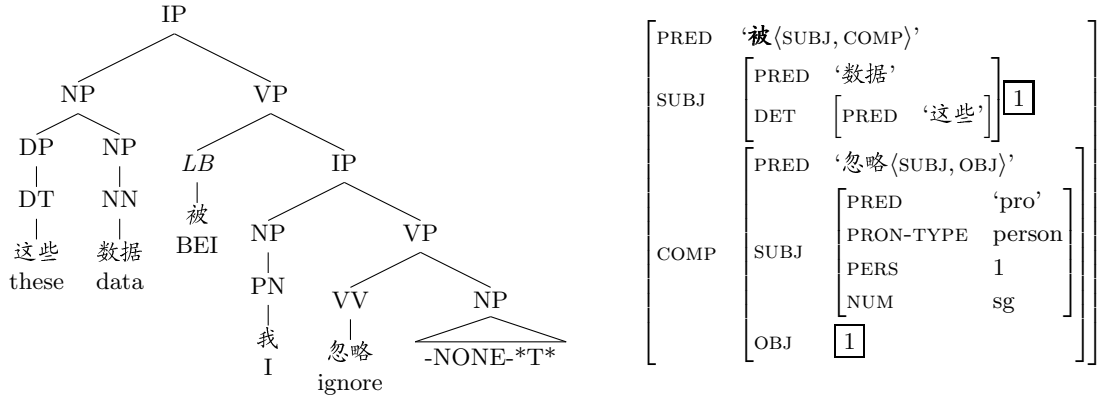 IP
NP VP
DP NP LB IP
DT NN 被 BEI NP VP
这些 these 数据 data PN VV NP
我 I 忽略 ignore -NONE-*T*
PRED ‘被⟨SUBJ, COMP⟩’
SUBJ PRED ‘数据’
DET [PRED ‘这些’] 1
COMP PRED ‘忽略⟨SUBJ, OBJ⟩’
SUBJ PRED ‘pro’
PRON-TYPE person
PERS 1
NUM sg
OBJ 1